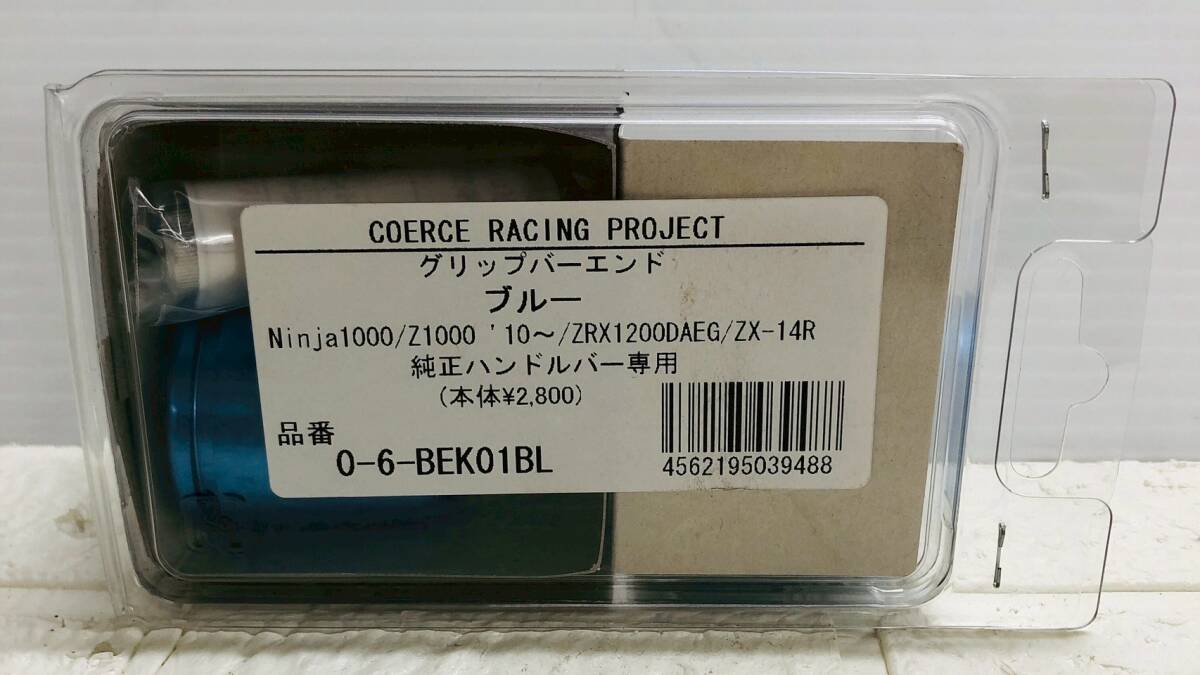 COERCE RACING PROJECT
グリップバーエンド
ブルー
Ninja1000/Z1000 '10～/ZRX1200DAEG/ZX-14R
純正ハンドルバー専用
(本体¥2,800)
品番
0-6-BEK01BL
4562195039488